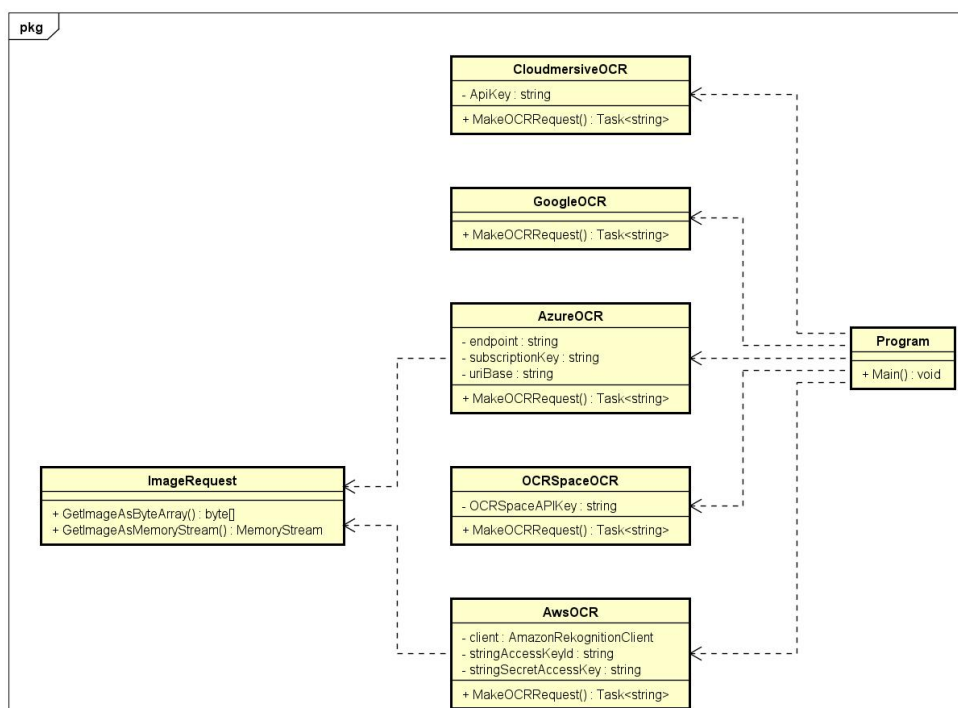 pkg
CloudmersiveOCR
- ApiKey : string
+ MakeOCRRequest() : Task<string>
GoogleOCR
+ MakeOCRRequest() : Task<string>
AzureOCR
- endpoint : string
- subscriptionKey : string
- uriBase : string
+ MakeOCRRequest() : Task<string>
Program
+ Main() : void
ImageRequest
+ GetImageAsByteArray() : byte[]
+ GetImageAsMemoryStream() : MemoryStream
OCRSpaceOCR
- OCRSpaceAPIKey : string
+ MakeOCRRequest() : Task<string>
AwsOCR
- client : AmazonRekognitionClient
- stringAccessKeyId : string
- stringSecretAccessKey : string
+ MakeOCRRequest() : Task<string>